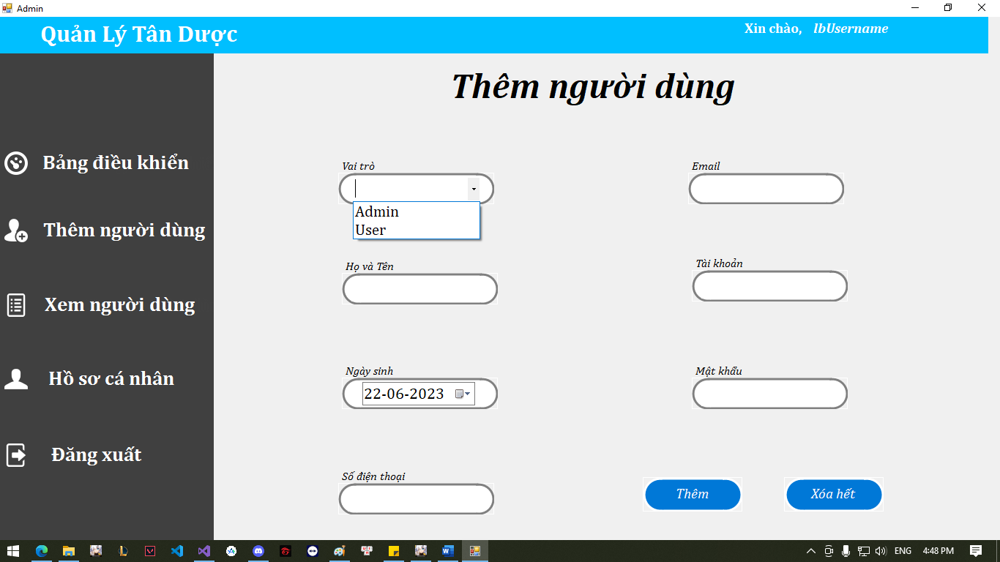 Admin
Quản Lý Tân Dược
Xin chào, lbUsername
Bảng điều khiển
Thêm người dùng
Xem người dùng
Hồ sơ cá nhân
Đăng xuất
Thêm người dùng
Vai trò
Admin
User
Email
Họ và Tên
Tài khoản
Ngày sinh
22-06-2023
Mật khẩu
Số điện thoại
Thêm
Xóa hết
ENG
4:48 PM